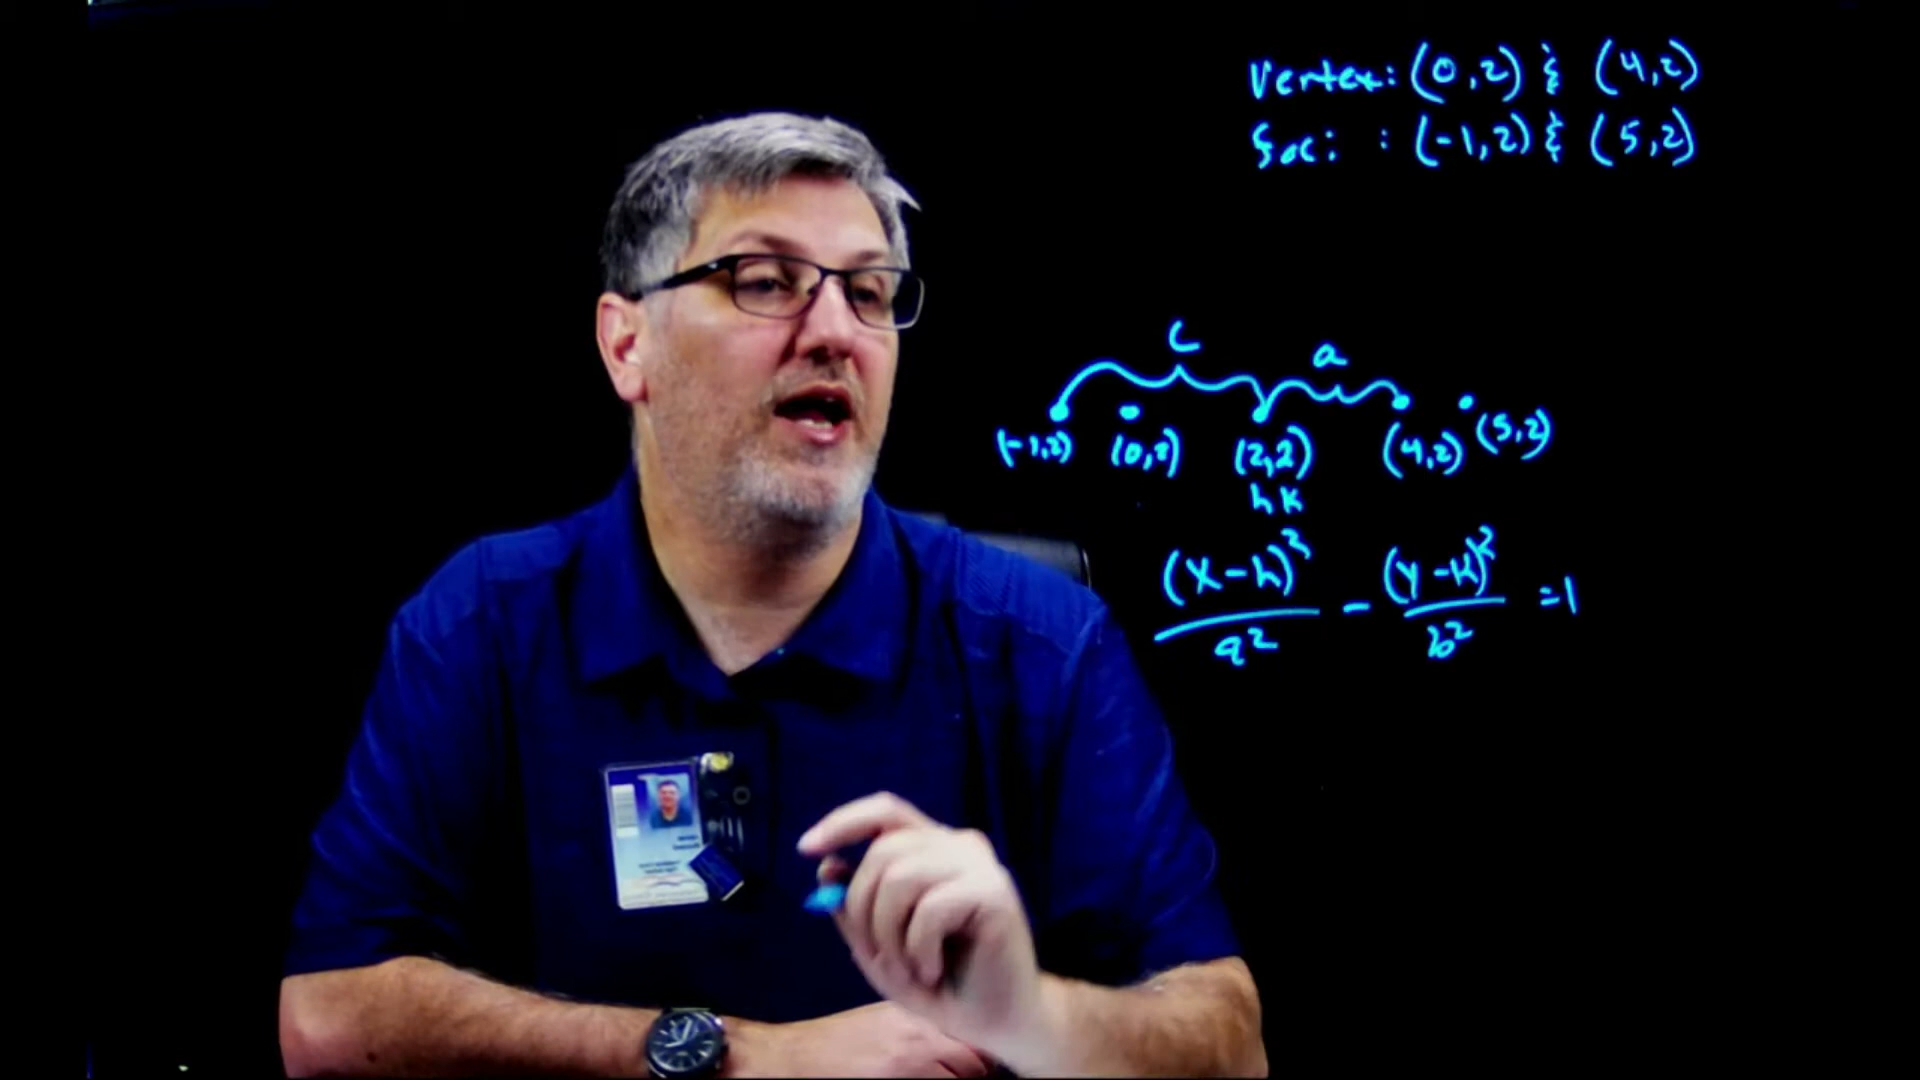 Vertex: (0,2) & (4,2)
foci : (-1,2) & (5,2)
c a
(-1,2) (0,2) (2,2) (4,2) (5,2)
h k
(x-h)² / a² - (y-k)² / b² = 1